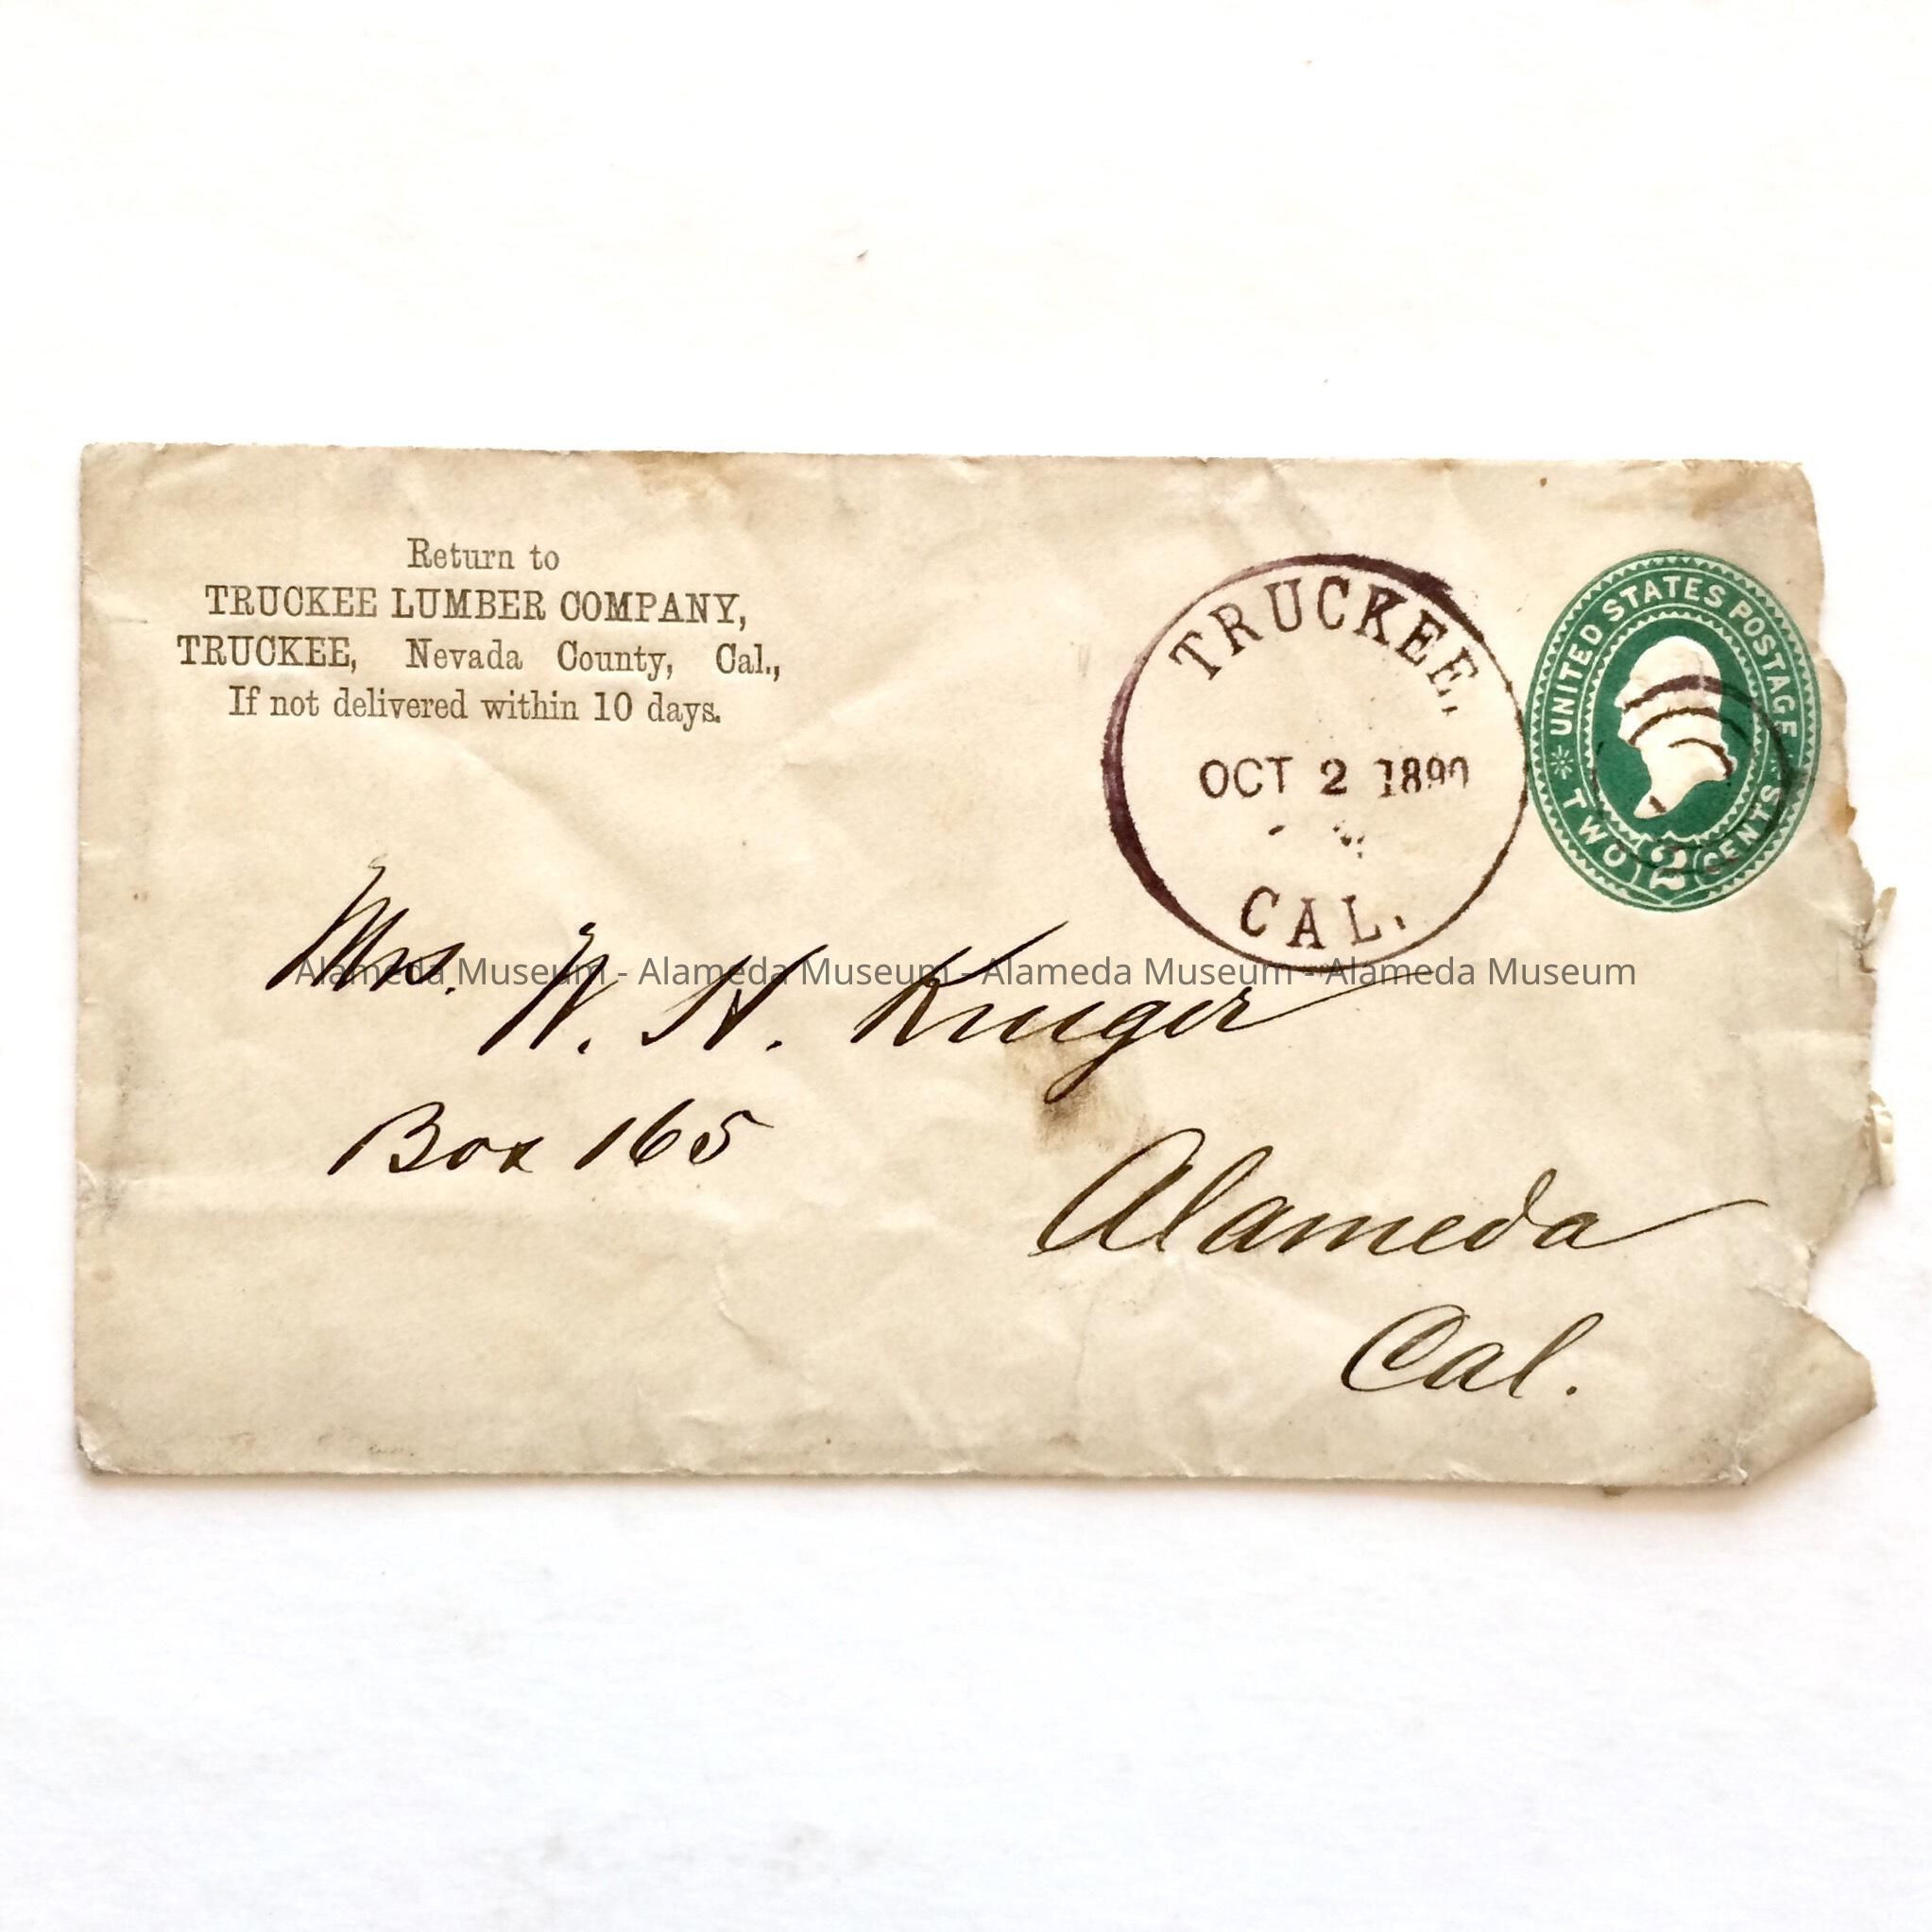 Return to
TRUCKEE LUMBER COMPANY,
TRUCKEE, Nevada County, Cal.,
If not delivered within 10 days.
TRUCKEE,
OCT 2 1890
CAL.
UNITED STATES POSTAGE
TWO 2 CENTS
Mrs. W. H. Kruger
Alameda Museum - Alameda Museum - Alameda Museum - Alameda Museum
Box 165
Alameda
Cal.